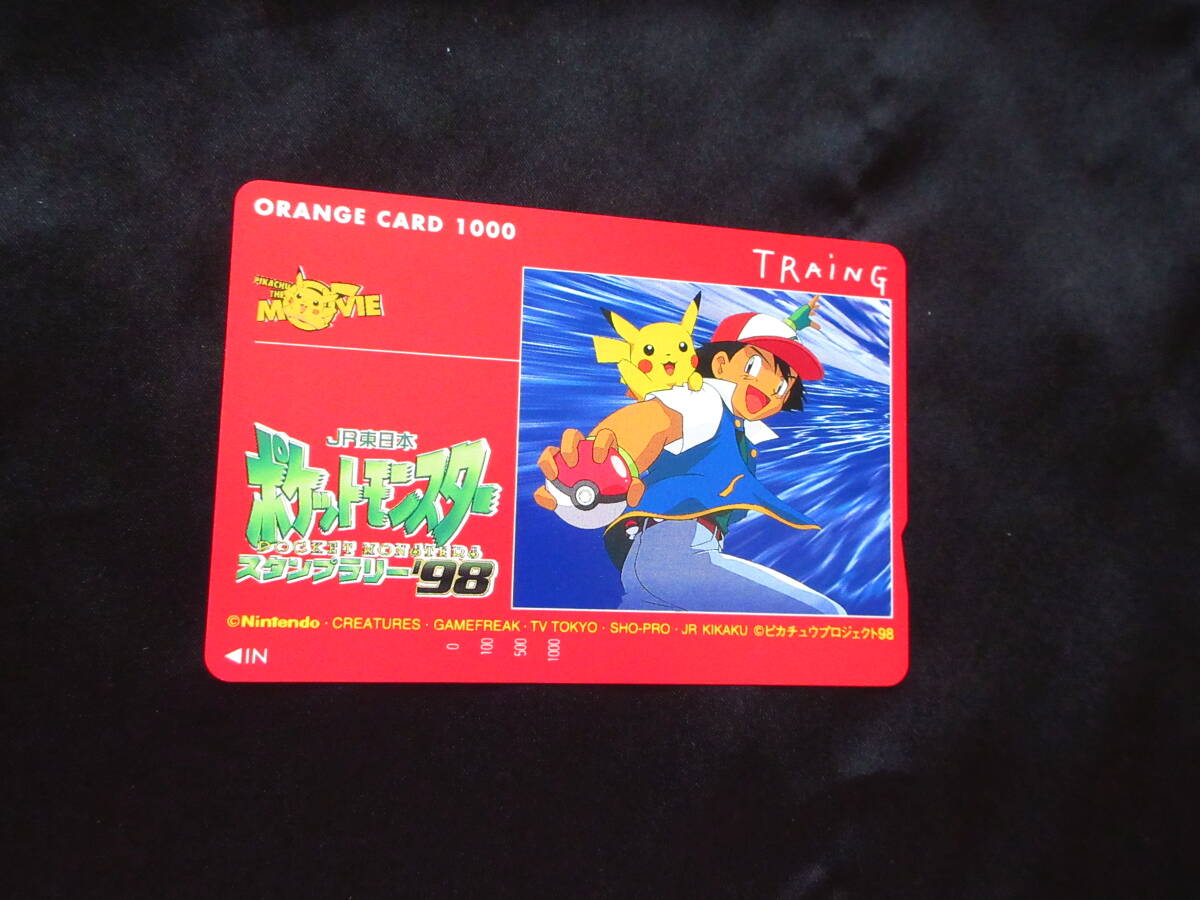 ORANGE CARD 1000
TRAiNG
PIKACHU
THE
MOVIE
JR東日本
ポケットモンスター
POCKET MONSTERS
スタンプラリー'98
©Nintendo · CREATURES · GAMEFREAK · TV TOKYO · SHO-PRO · JR KIKAKU ©ピカチュウプロジェクト98
◀IN
0 100 500 1000